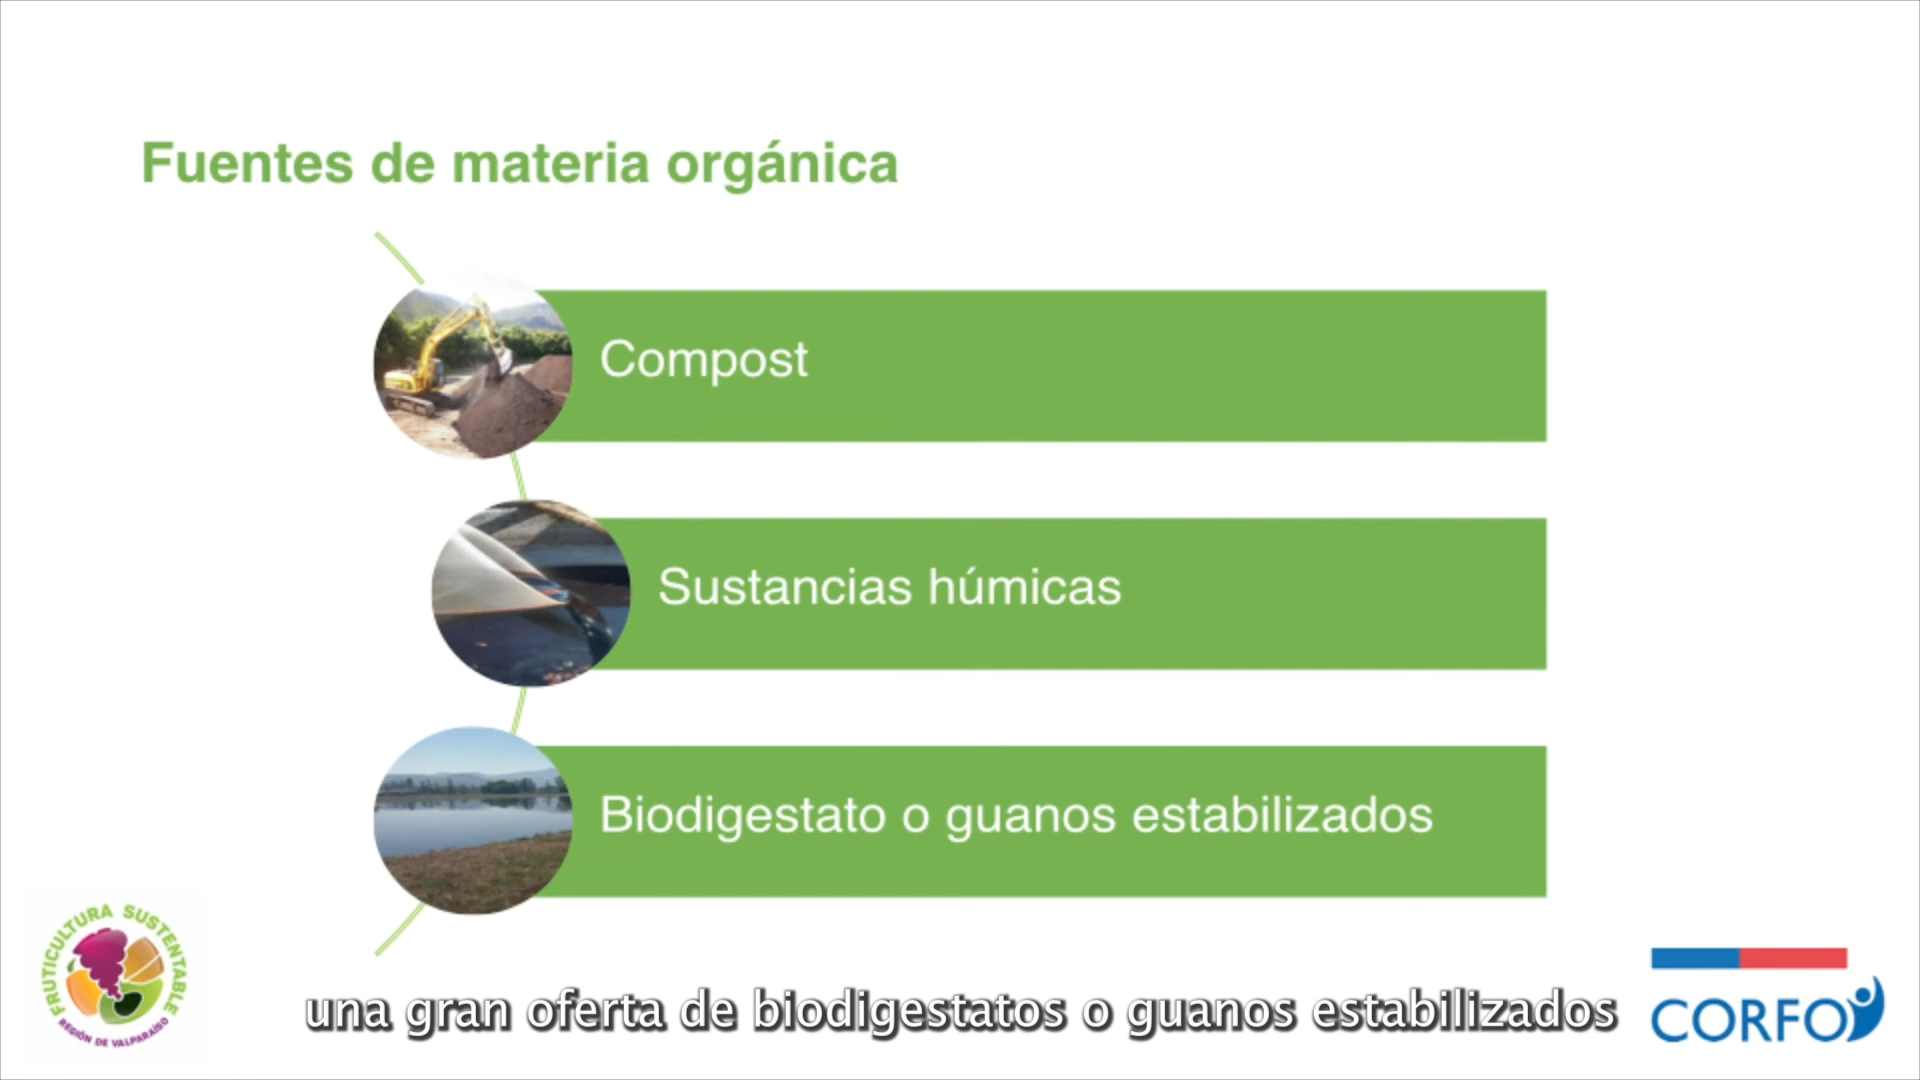 Fuentes de materia orgánica
Compost
Sustancias húmicas
Biodigestato o guanos estabilizados
FRUTICULTURA SUSTENTABLE
REGIÓN DE VALPARAÍSO
una gran oferta de biodigestatos o guanos estabilizados
CORFO